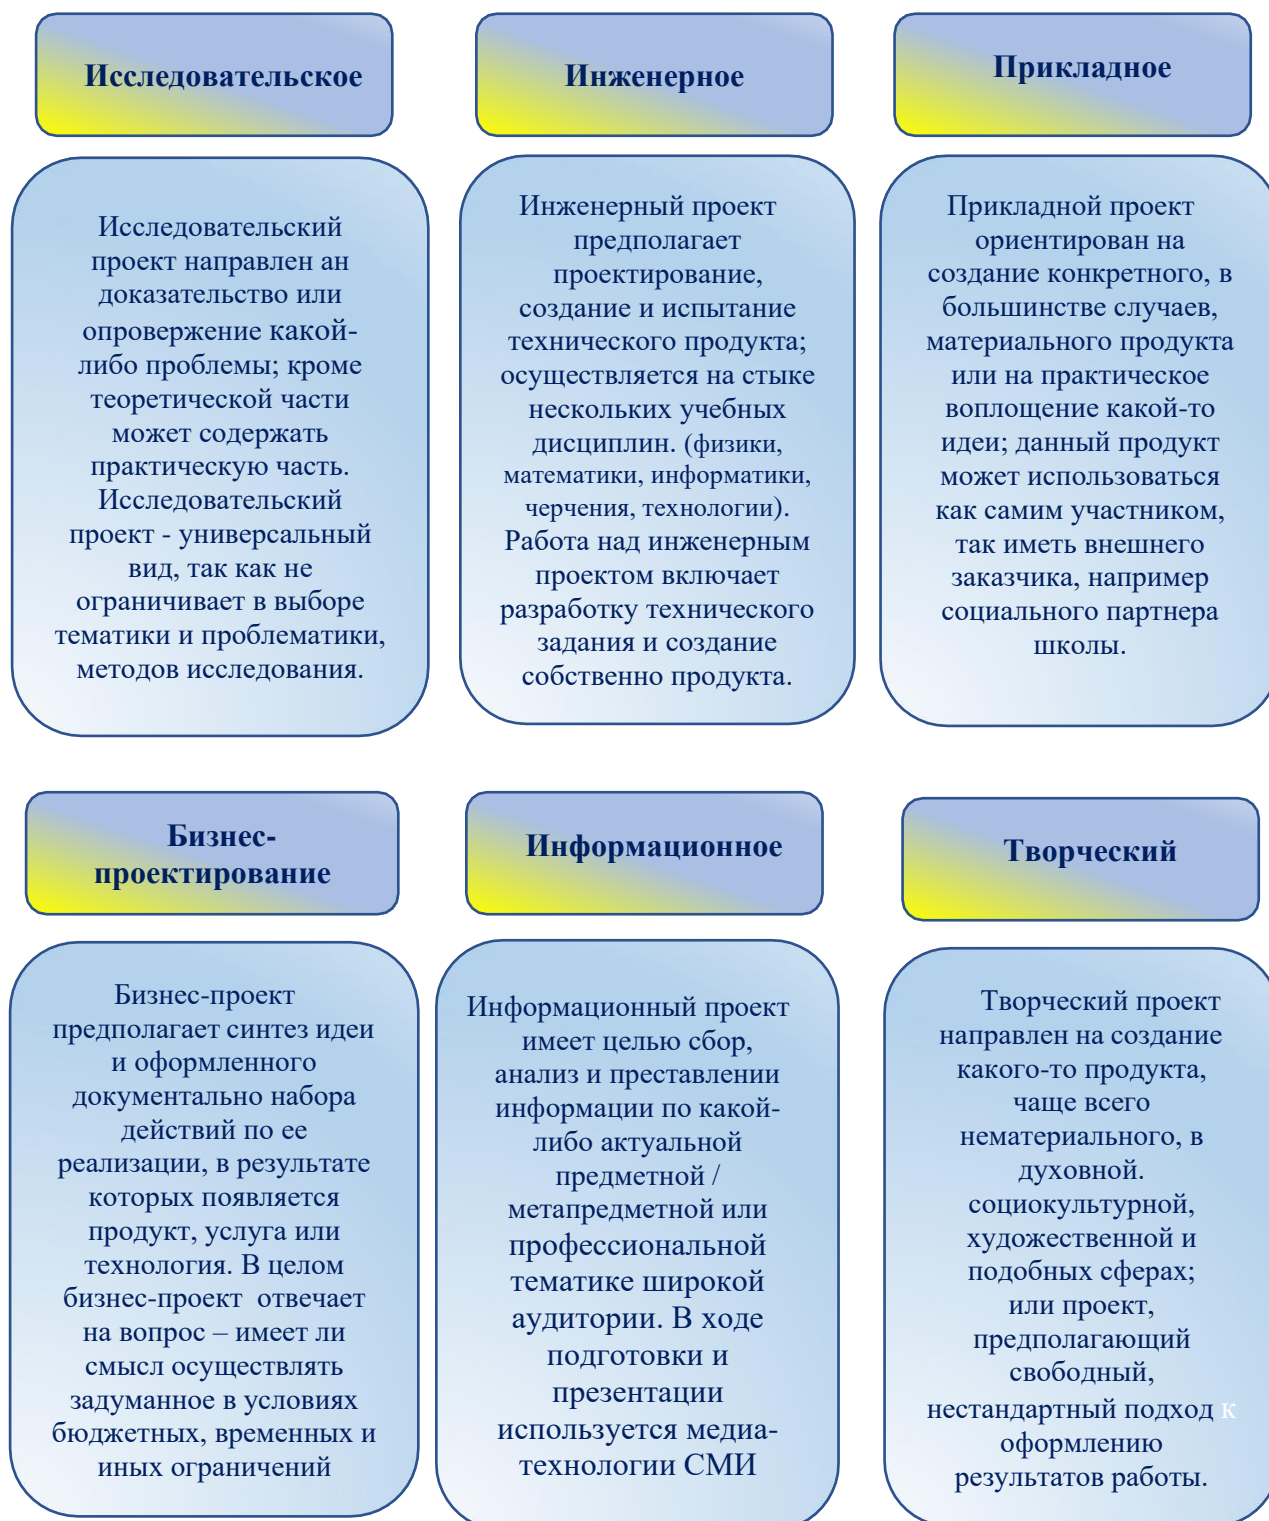 Исследовательское
Исследовательский
проект направлен ан
доказательство или
опровержение какой-
либо проблемы; кроме
теоретической части
может содержать
практическую часть.
Исследовательский
проект - универсальный
вид, так как не
ограничивает в выборе
тематики и проблематики,
методов исследования.
Инженерное
Инженерный проект
предполагает
проектирование,
создание и испытание
технического продукта;
осуществляется на стыке
нескольких учебных
дисциплин. (физики,
математики, информатики,
черчения, технологии).
Работа над инженерным
проектом включает
разработку технического
задания и создание
собственно продукта.
Прикладное
Прикладной проект
ориентирован на
создание конкретного, в
большинстве случаев,
материального продукта
или на практическое
воплощение какой-то
идеи; данный продукт
может использоваться
как самим участником,
так иметь внешнего
заказчика, например
социального партнера
школы.
Бизнес-
проектирование
Бизнес-проект
предполагает синтез идеи
и оформленного
документально набора
действий по ее
реализации, в результате
которых появляется
продукт, услуга или
технология. В целом
бизнес-проект отвечает
на вопрос – имеет ли
смысл осуществлять
задуманное в условиях
бюджетных, временных и
иных ограничений
Информационное
Информационный проект
имеет целью сбор,
анализ и преставлении
информации по какой-
либо актуальной
предметной /
метапредметной или
профессиональной
тематике широкой
аудитории. В ходе
подготовки и
презентации
используется медиа-
технологии СМИ
Творческий
Творческий проект
направлен на создание
какого-то продукта,
чаще всего
нематериального, в
духовной.
социокультурной,
художественной и
подобных сферах;
или проект,
предполагающий
свободный,
нестандартный подход к
оформлению
результатов работы.